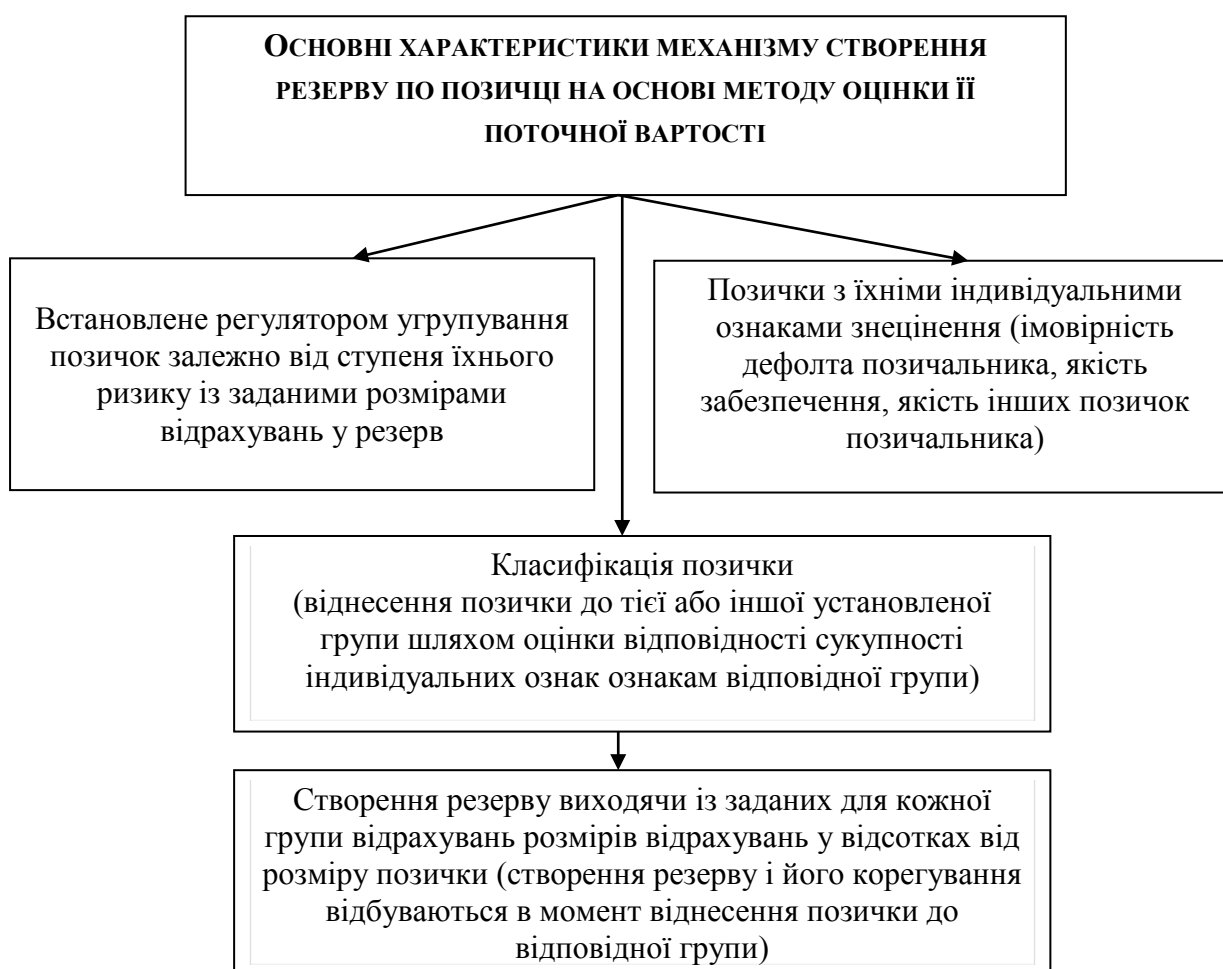 ОСНОВНІ ХАРАКТЕРИСТИКИ МЕХАНІЗМУ СТВОРЕННЯ
РЕЗЕРВУ ПО ПОЗИЧЦІ НА ОСНОВІ МЕТОДУ ОЦІНКИ ЇЇ
ПОТОЧНОЇ ВАРТОСТІ
Встановлене регулятором угрупування
позичок залежно від ступеня їхнього
ризику із заданими розмірами
відрахувань у резерв
Позички з їхніми індивідуальними
ознаками знецінення (імовірність
дефолта позичальника, якість
забезпечення, якість інших позичок
позичальника)
Класифікація позички
(віднесення позички до тієї або іншої установленої
групи шляхом оцінки відповідності сукупності
індивідуальних ознак ознакам відповідної групи)
Створення резерву виходячи із заданих для кожної
групи відрахувань розмірів відрахувань у відсотках від
розміру позички (створення резерву і його корегування
відбуваються в момент віднесення позички до
відповідної групи)